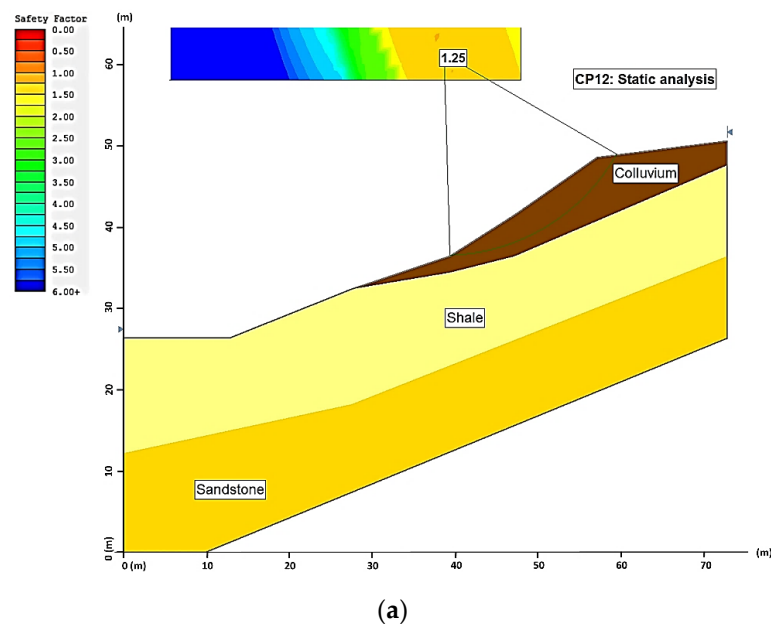 Safety Factor
0.00
0.50
1.00
1.50
2.00
2.50
3.00
3.50
4.00
4.50
5.00
5.50
6.00+
(m)
60
50
40
30
20
10
0 (m)
1.25
CP12: Static analysis
Colluvium
Shale
Sandstone
0 (m)
10
20
30
40
50
60
70
(m)
(a)